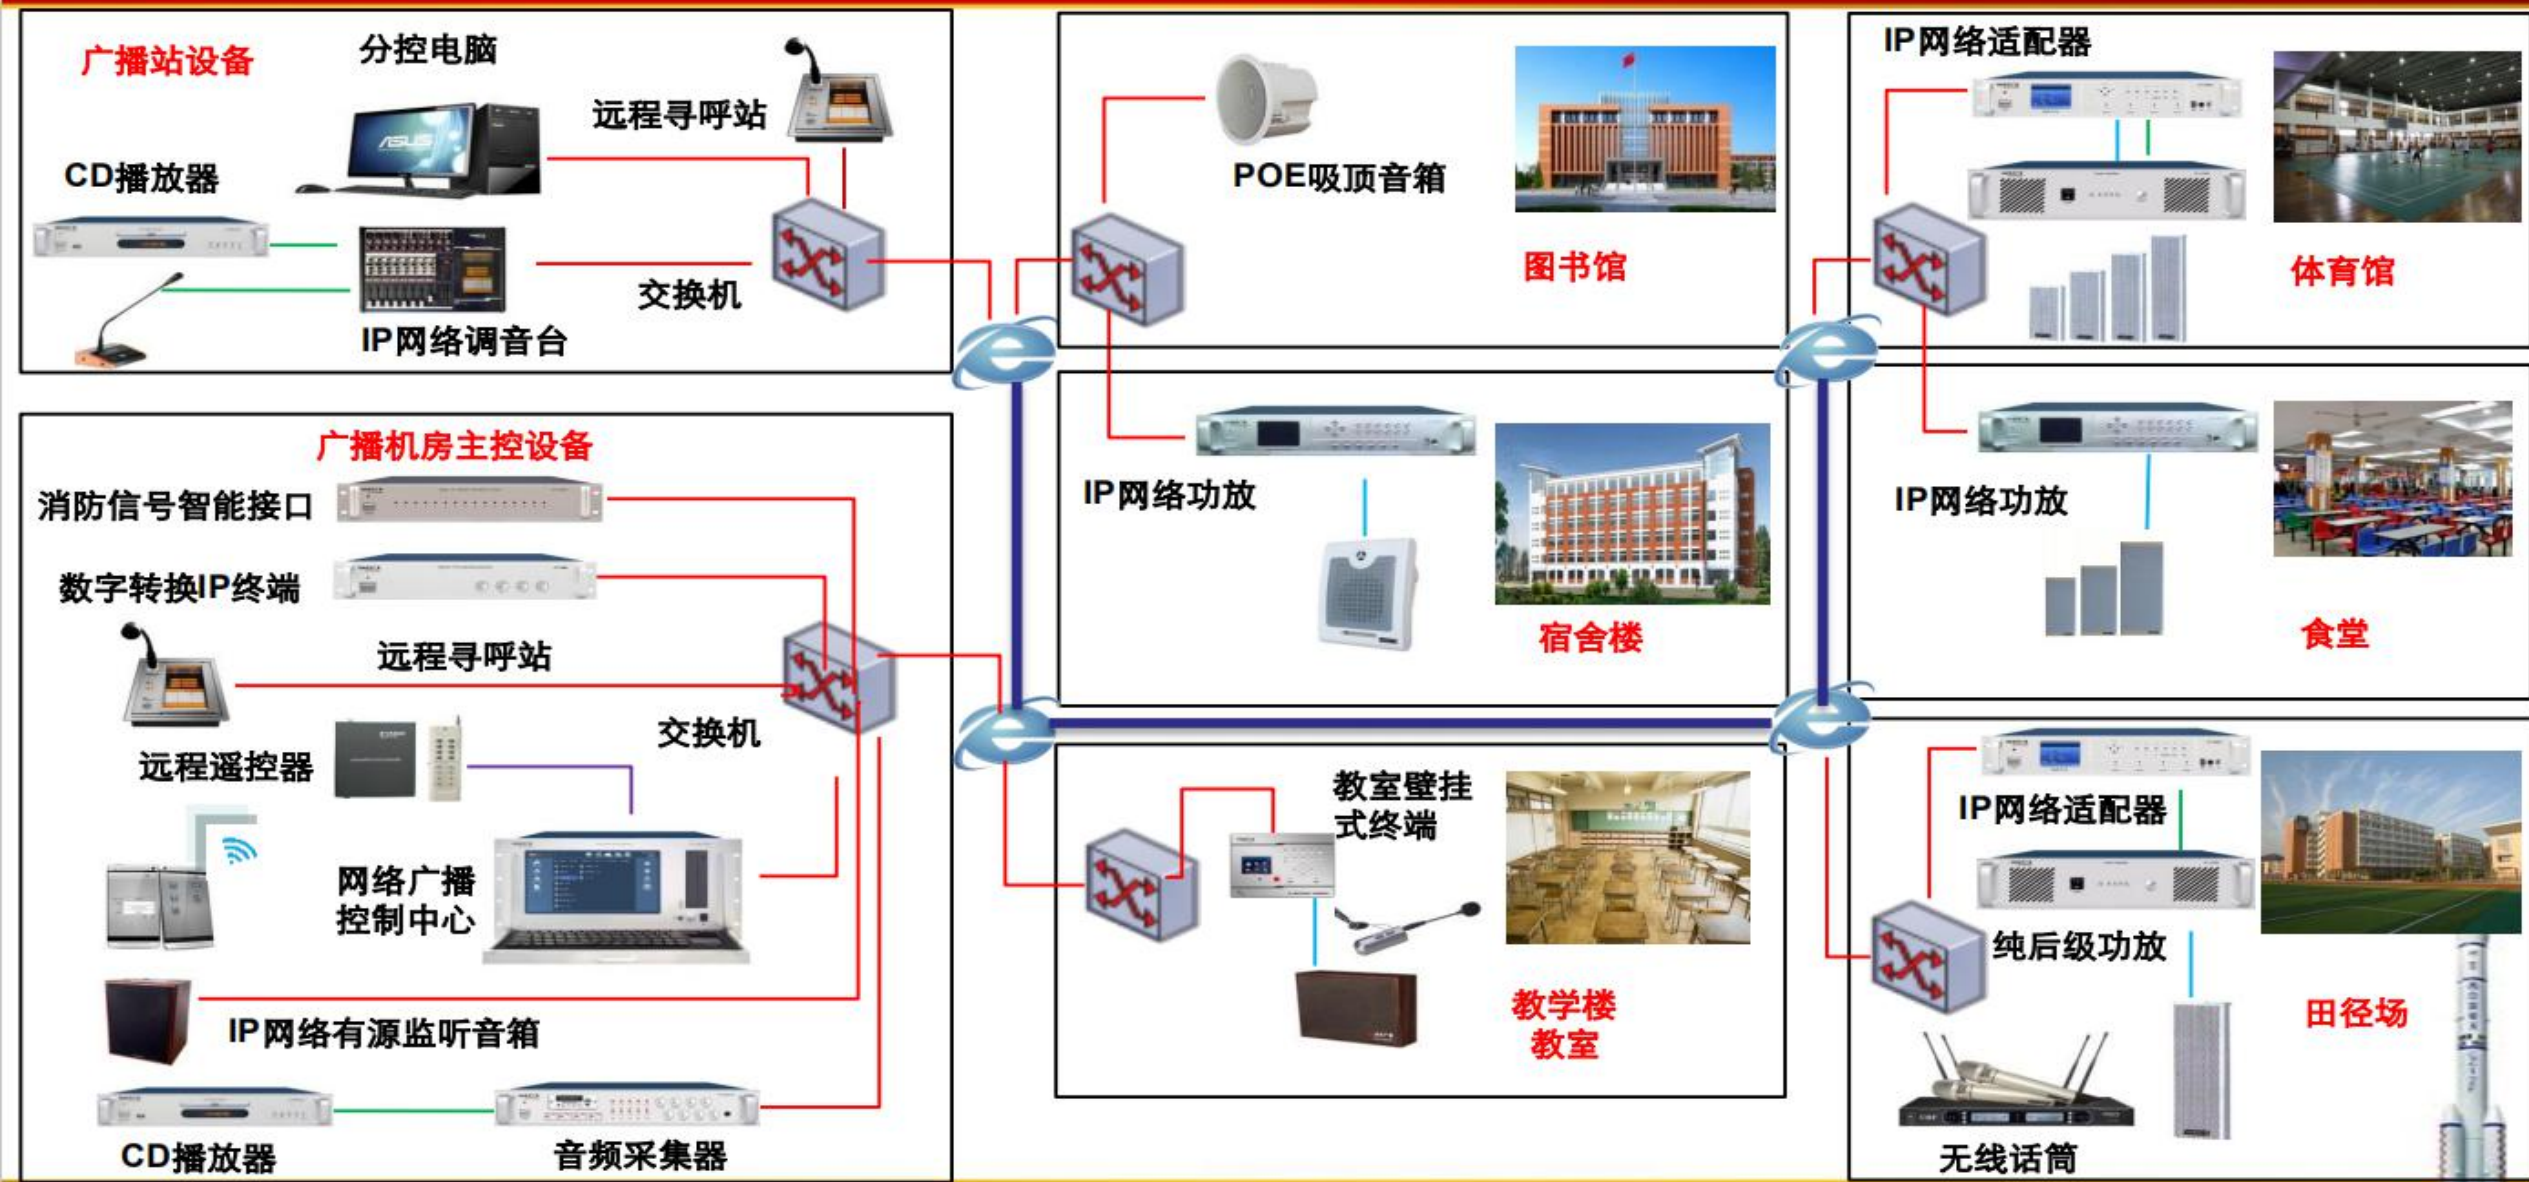 广播站设备
分控电脑
远程寻呼站
CD播放器
ASUS
交换机
IP网络调音台
广播机房主控设备
消防信号智能接口
数字转换IP终端
远程寻呼站
交换机
远程遥控器
网络广播
控制中心
IP网络有源监听音箱
CD播放器
音频采集器
POE吸顶音箱
图书馆
IP网络功放
宿舍楼
教室壁挂
式终端
教学楼
教室
IP网络适配器
体育馆
IP网络功放
食堂
IP网络适配器
纯后级功放
田径场
无线话筒